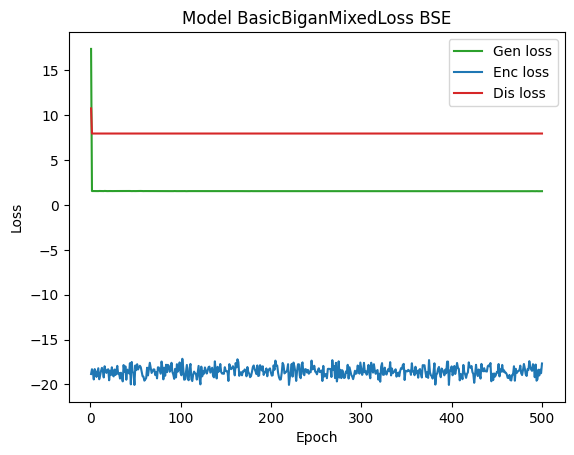 Model BasicBiganMixedLoss BSE
Gen loss
Enc loss
Dis loss
15
10
5
0
−5
−10
−15
−20
Loss
0 100 200 300 400 500
Epoch